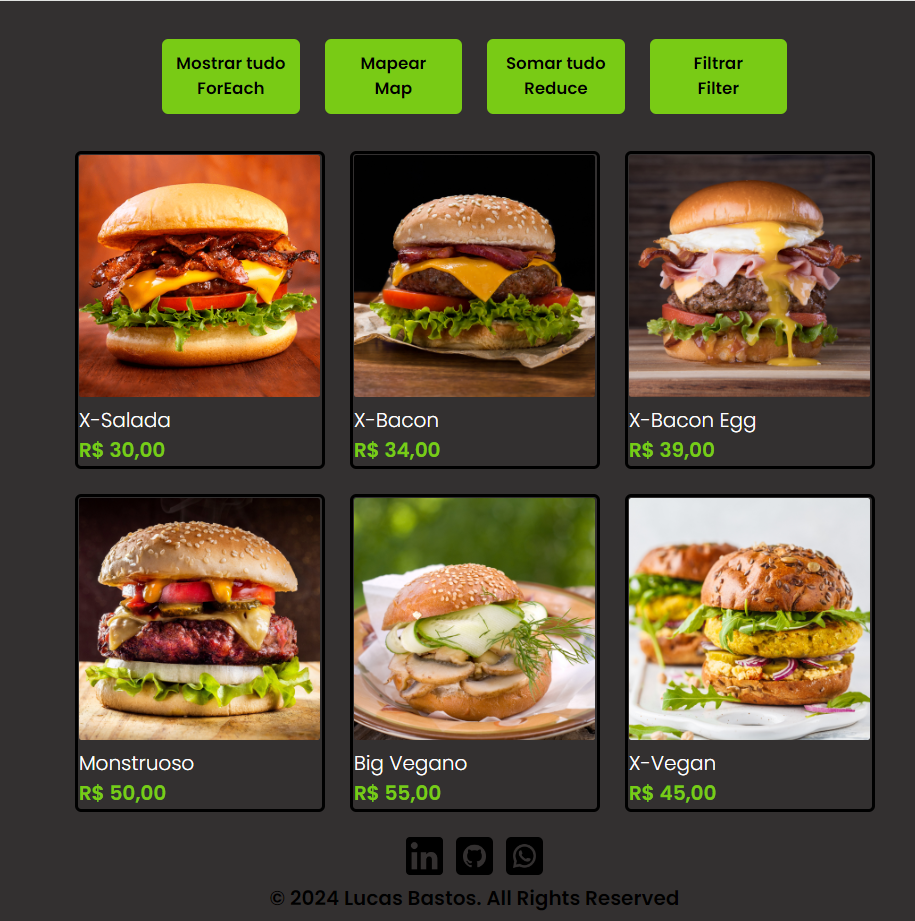 Mostrar tudo
ForEach
Mapear
Map
Somar tudo
Reduce
Filtrar
Filter
X-Salada
R$ 30,00
X-Bacon
R$ 34,00
X-Bacon Egg
R$ 39,00
Monstruoso
R$ 50,00
Big Vegano
R$ 55,00
X-Vegan
R$ 45,00
in
© 2024 Lucas Bastos. All Rights Reserved